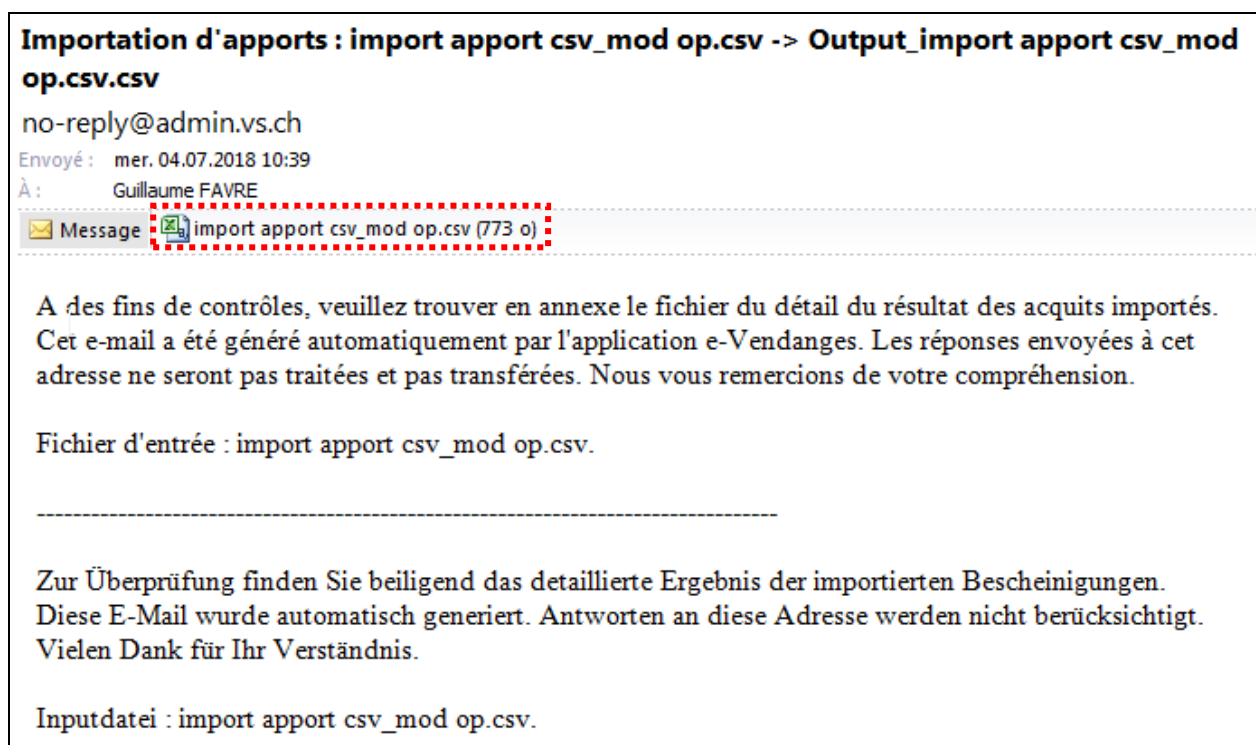 Importation d'apports : import apport csv_mod op.csv -> Output_import apport csv_mod
op.csv.csv
no-reply@admin.vs.ch
Envoyé : mer. 04.07.2018 10:39
À : Guillaume FAVRE
Message import apport csv_mod op.csv (773 o)
A des fins de contrôles, veuillez trouver en annexe le fichier du détail du résultat des acquits importés.
Cet e-mail a été généré automatiquement par l'application e-Vendanges. Les réponses envoyées à cet
adresse ne seront pas traitées et pas transférées. Nous vous remercions de votre compréhension.
Fichier d'entrée : import apport csv_mod op.csv.
--------------------------------------------------------------------------------
Zur Überprüfung finden Sie beiligend das detaillierte Ergebnis der importierten Bescheinigungen.
Diese E-Mail wurde automatisch generiert. Antworten an diese Adresse werden nicht berücksichtigt.
Vielen Dank für Ihr Verständnis.
Inputdatei : import apport csv_mod op.csv.